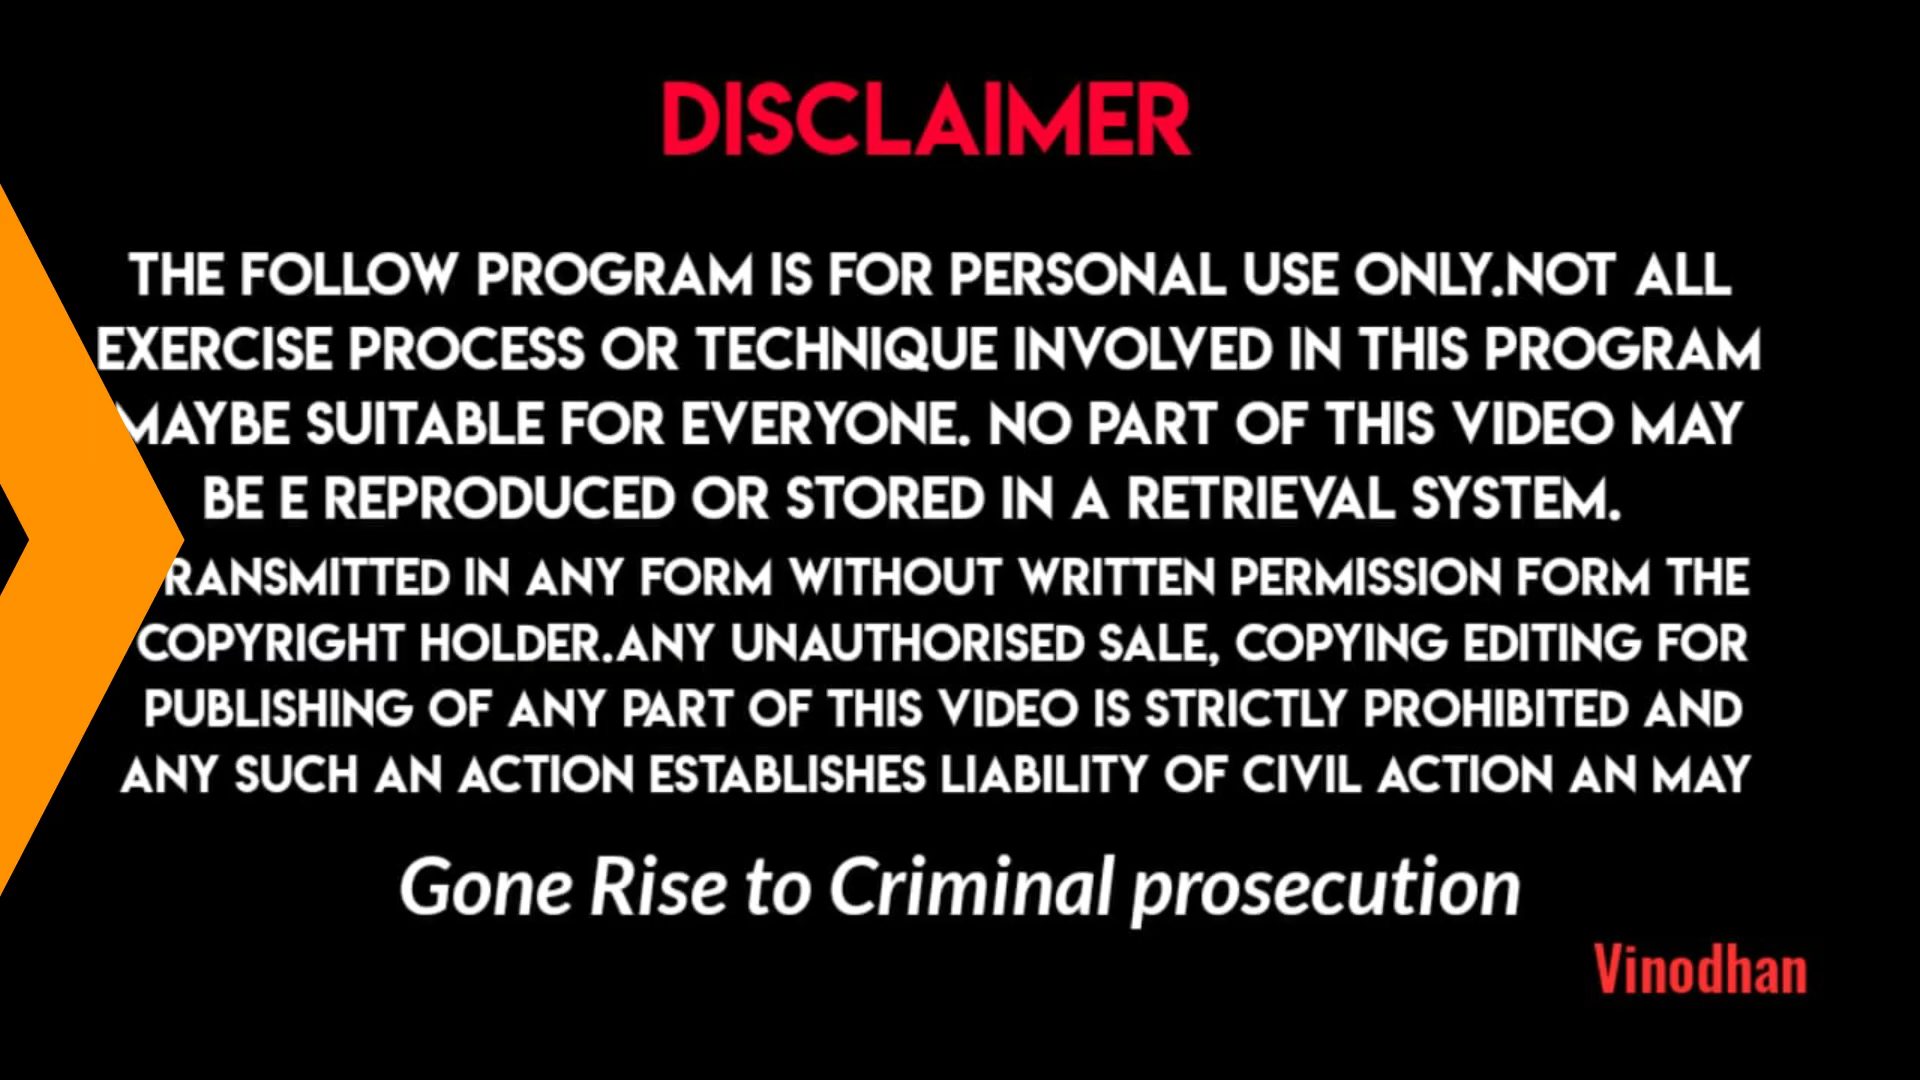 DISCLAIMER
THE FOLLOW PROGRAM IS FOR PERSONAL USE ONLY.NOT ALL
EXERCISE PROCESS OR TECHNIQUE INVOLVED IN THIS PROGRAM
MAYBE SUITABLE FOR EVERYONE. NO PART OF THIS VIDEO MAY
BE E REPRODUCED OR STORED IN A RETRIEVAL SYSTEM.
RANSMITTED IN ANY FORM WITHOUT WRITTEN PERMISSION FORM THE
COPYRIGHT HOLDER.ANY UNAUTHORISED SALE, COPYING EDITING FOR
PUBLISHING OF ANY PART OF THIS VIDEO IS STRICTLY PROHIBITED AND
ANY SUCH AN ACTION ESTABLISHES LIABILITY OF CIVIL ACTION AN MAY
Gone Rise to Criminal prosecution
Vinodhan